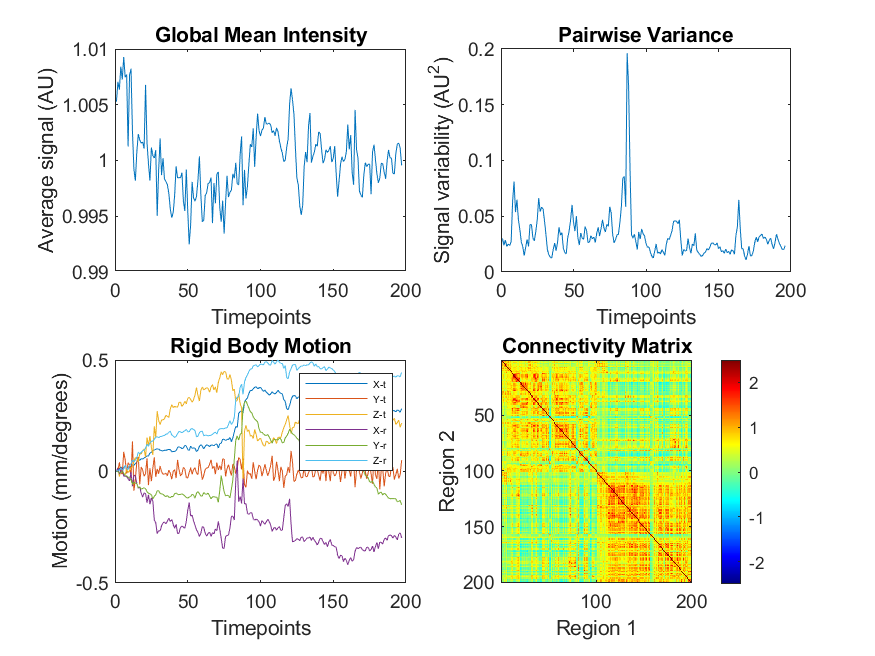 Global Mean Intensity
Average signal (AU)
1.01
1.005
1
0.995
0.99
0
50
100
150
200
Timepoints
Pairwise Variance
Signal variability (AU²)
0.2
0.15
0.1
0.05
0
0
50
100
150
200
Timepoints
Rigid Body Motion
Motion (mm/degrees)
0.5
0
-0.5
X-t
Y-t
Z-t
X-r
Y-r
Z-r
0
50
100
150
200
Timepoints
Connectivity Matrix
Region 2
50
100
150
200
100
200
Region 1
2
1
0
-1
-2